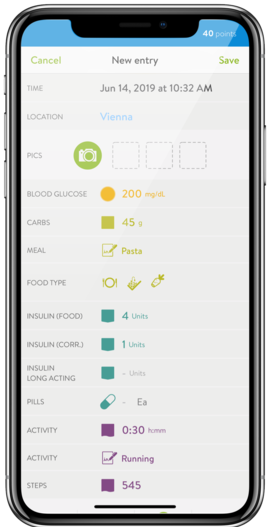 40 points
Cancel New entry Save
TIME Jun 14, 2019 at 10:32 AM
LOCATION Vienna
PICS
BLOOD GLUCOSE 200 mg/dL
CARBS 45 g
MEAL Pasta
FOOD TYPE
INSULIN (FOOD) 4 Units
INSULIN (CORR.) 1 Units
INSULIN
LONG ACTING - Units
PILLS - Ea
ACTIVITY 0:30 h:mm
ACTIVITY Running
STEPS 545